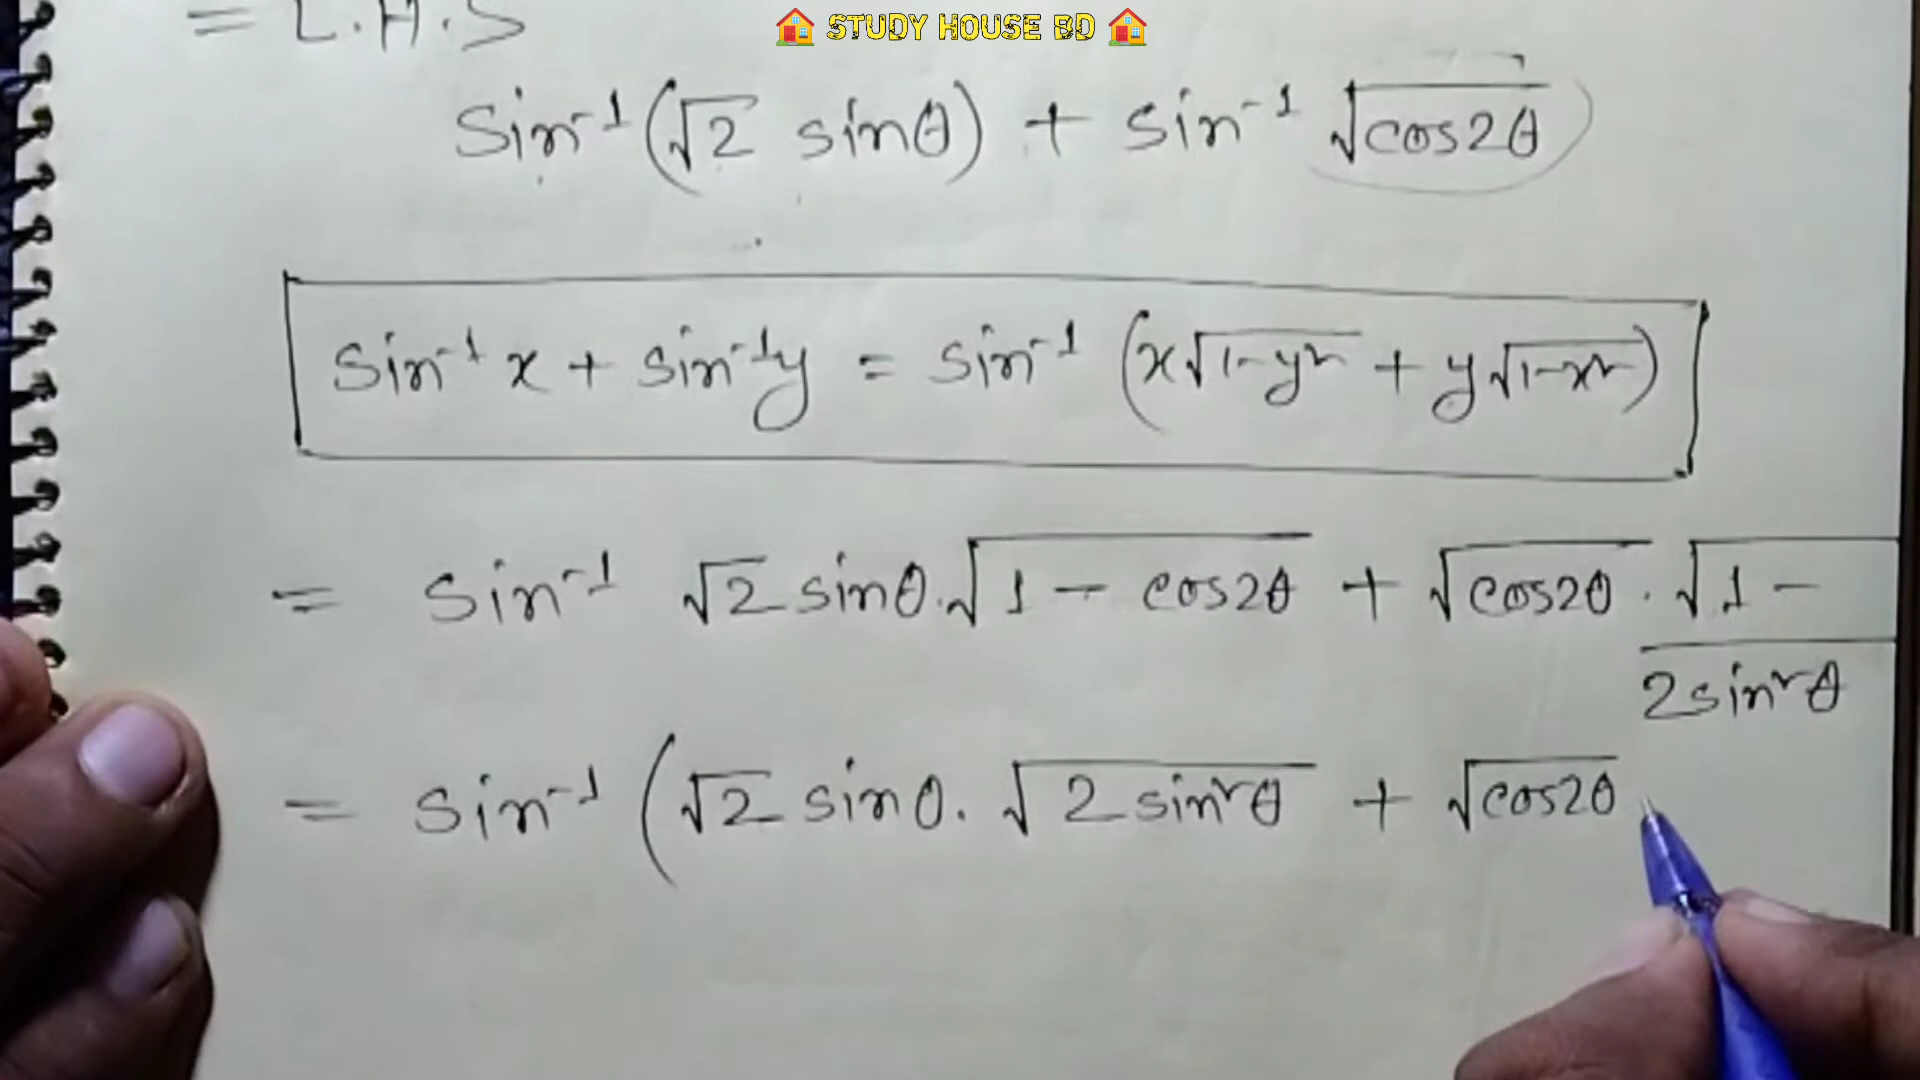 = L.H.S
🏠 STUDY HOUSE BD 🏠
Sin⁻¹(√2 sinθ) + sin⁻¹ √cos2θ
Sin⁻¹x + sin⁻¹y = sin⁻¹ (x√1-y² + y√1-x²)
= Sin⁻¹ √2 sinθ.√1 - cos2θ + √cos2θ . √1 -
2sin²θ
= Sin⁻¹ (√2 sinθ. √2 sin²θ + √cos2θ